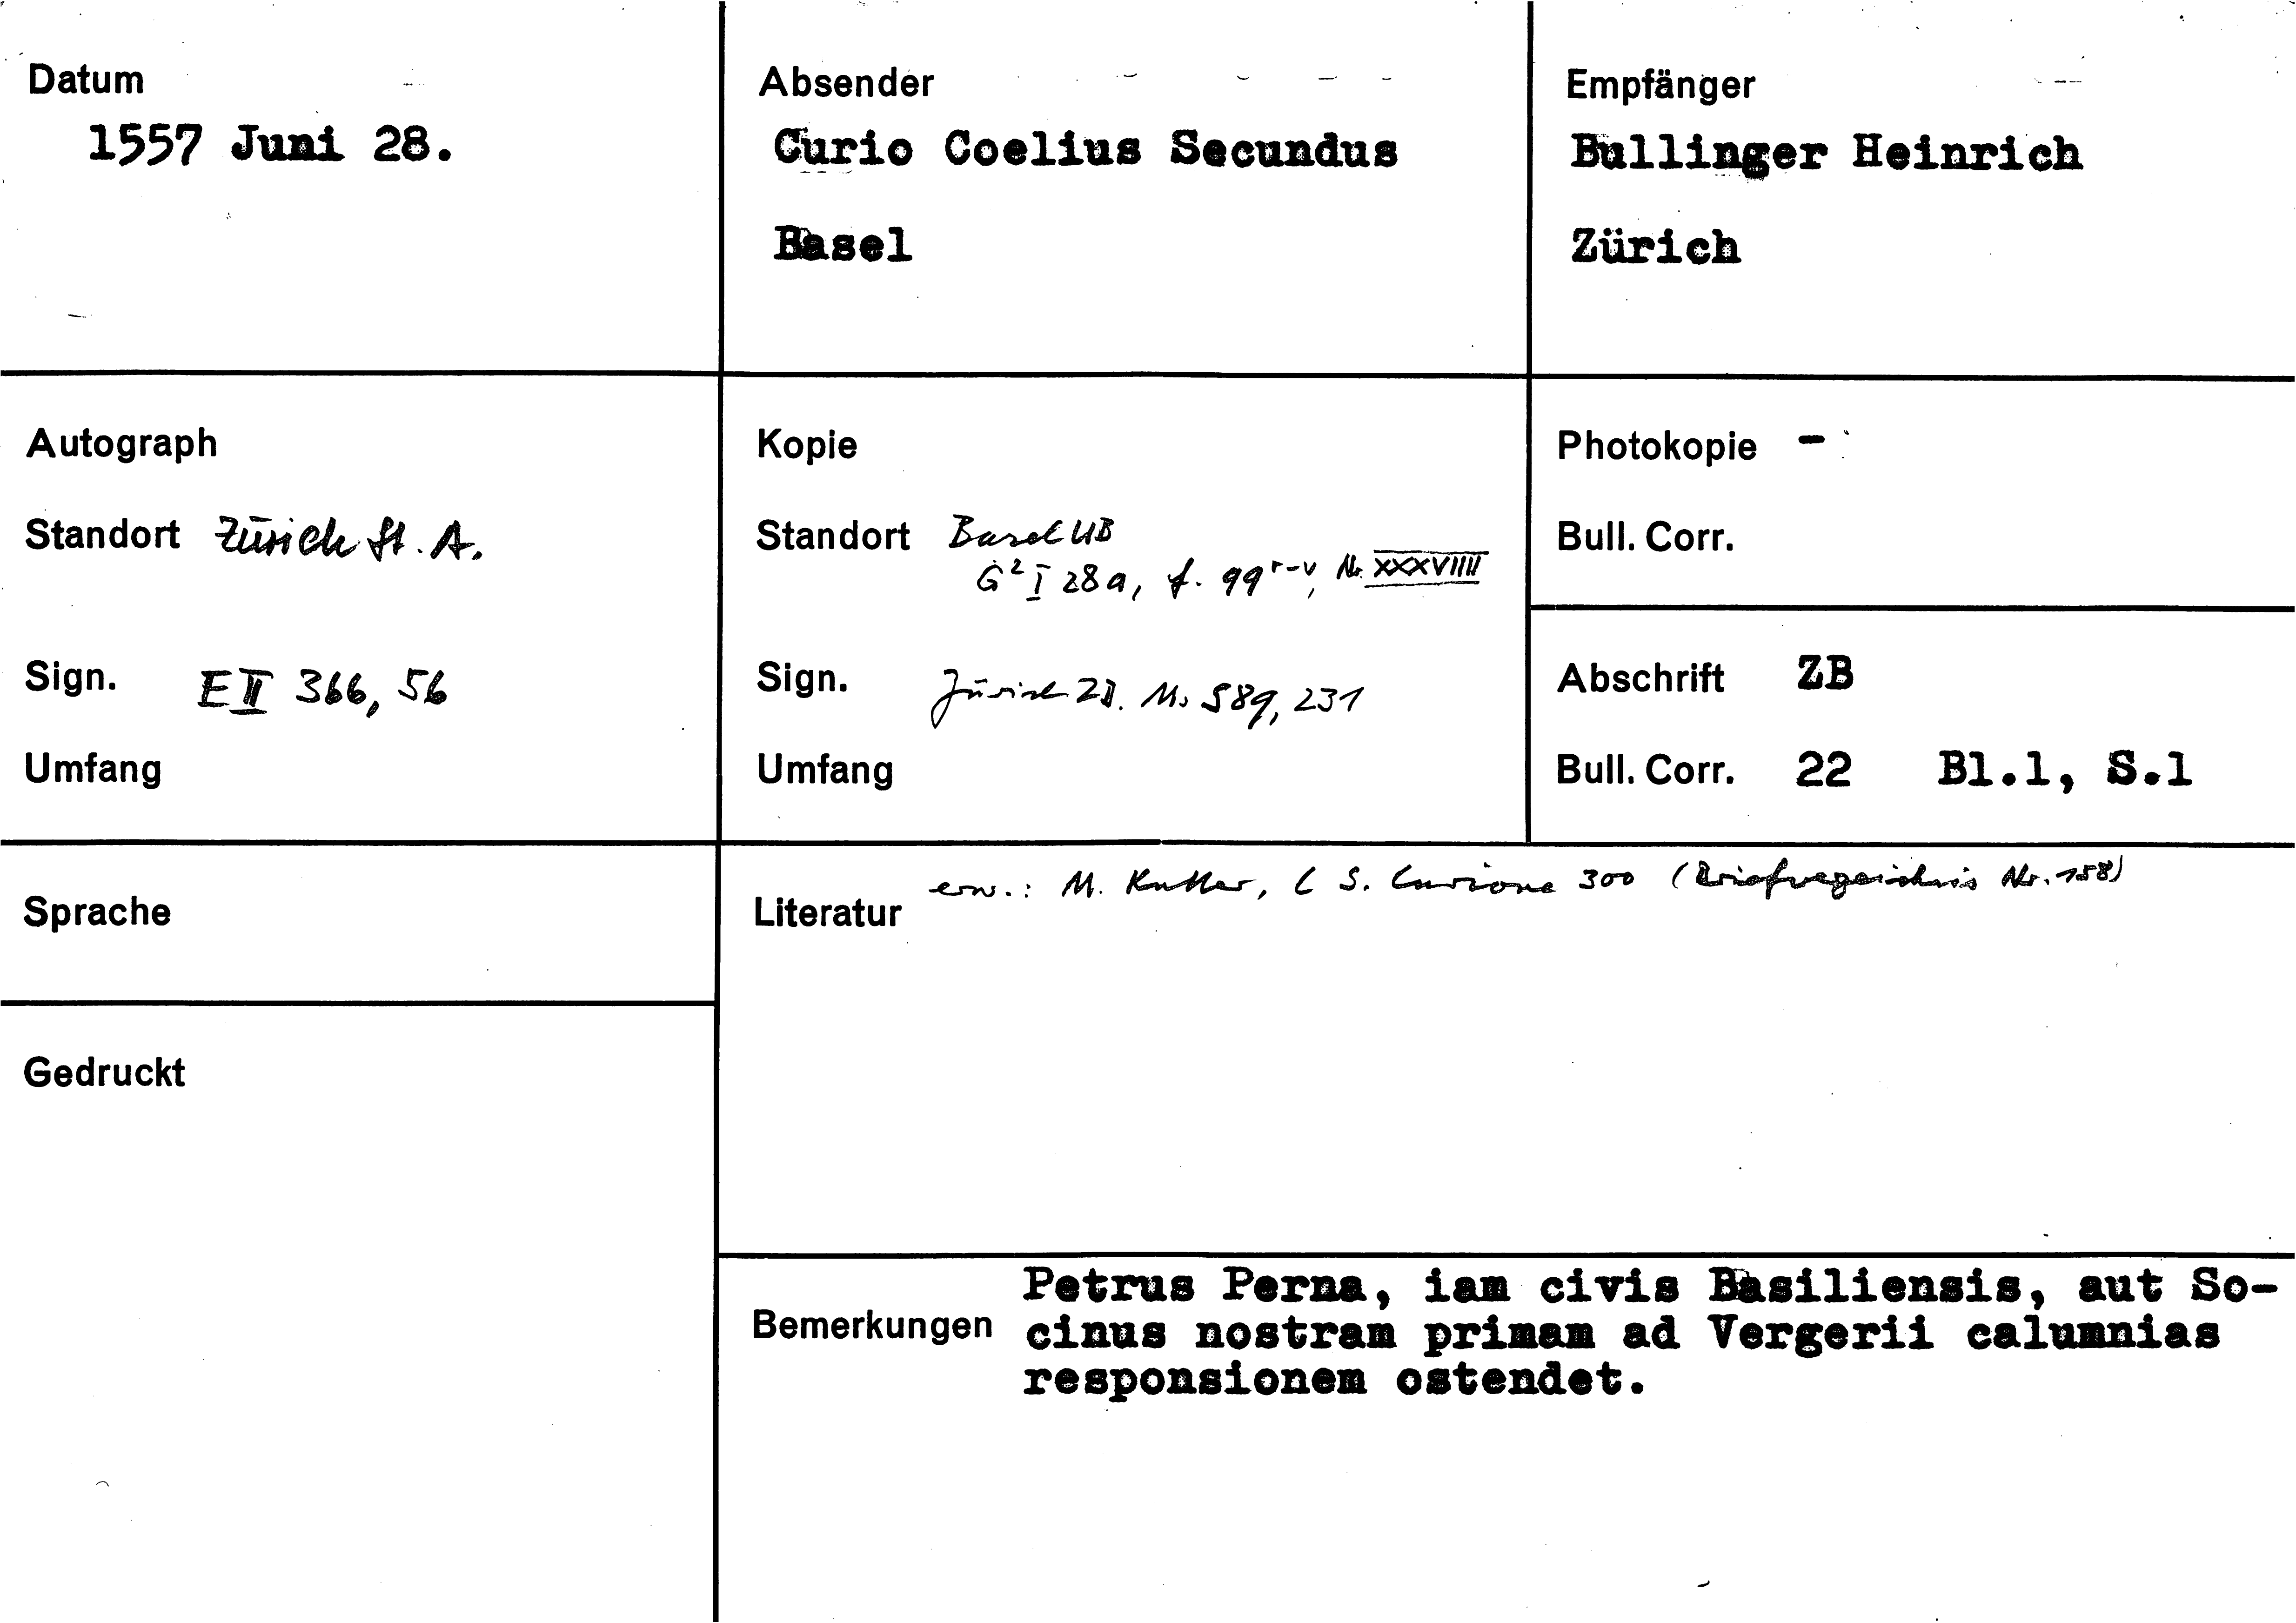 Datum
1557 Juni 28.
Absender
Curio Coelius Secundus
Basel
Empfänger
Bullinger Heinrich
Zürich
Autograph
Standort Zürich St. A.
Sign. E II 366, 56
Umfang
Kopie
Standort Basel UB
G² I 28a, f. 99 r-v, Nr. XXXVIIII
Sign. Zürich ZB. Ms S 89, 231
Umfang
Photokopie -
Bull. Corr.
Abschrift ZB
Bull. Corr. 22 Bl.1, S.1
Sprache
Gedruckt
Literatur erw.: M. Kutter, C S. Curione 300 (Briefverzeichnis Nr. 158)
Bemerkungen
Petrus Perna, iam civis Basiliensis, aut So-
cinus nostram primam ad Vergerii calumnias
responsionem ostendet.